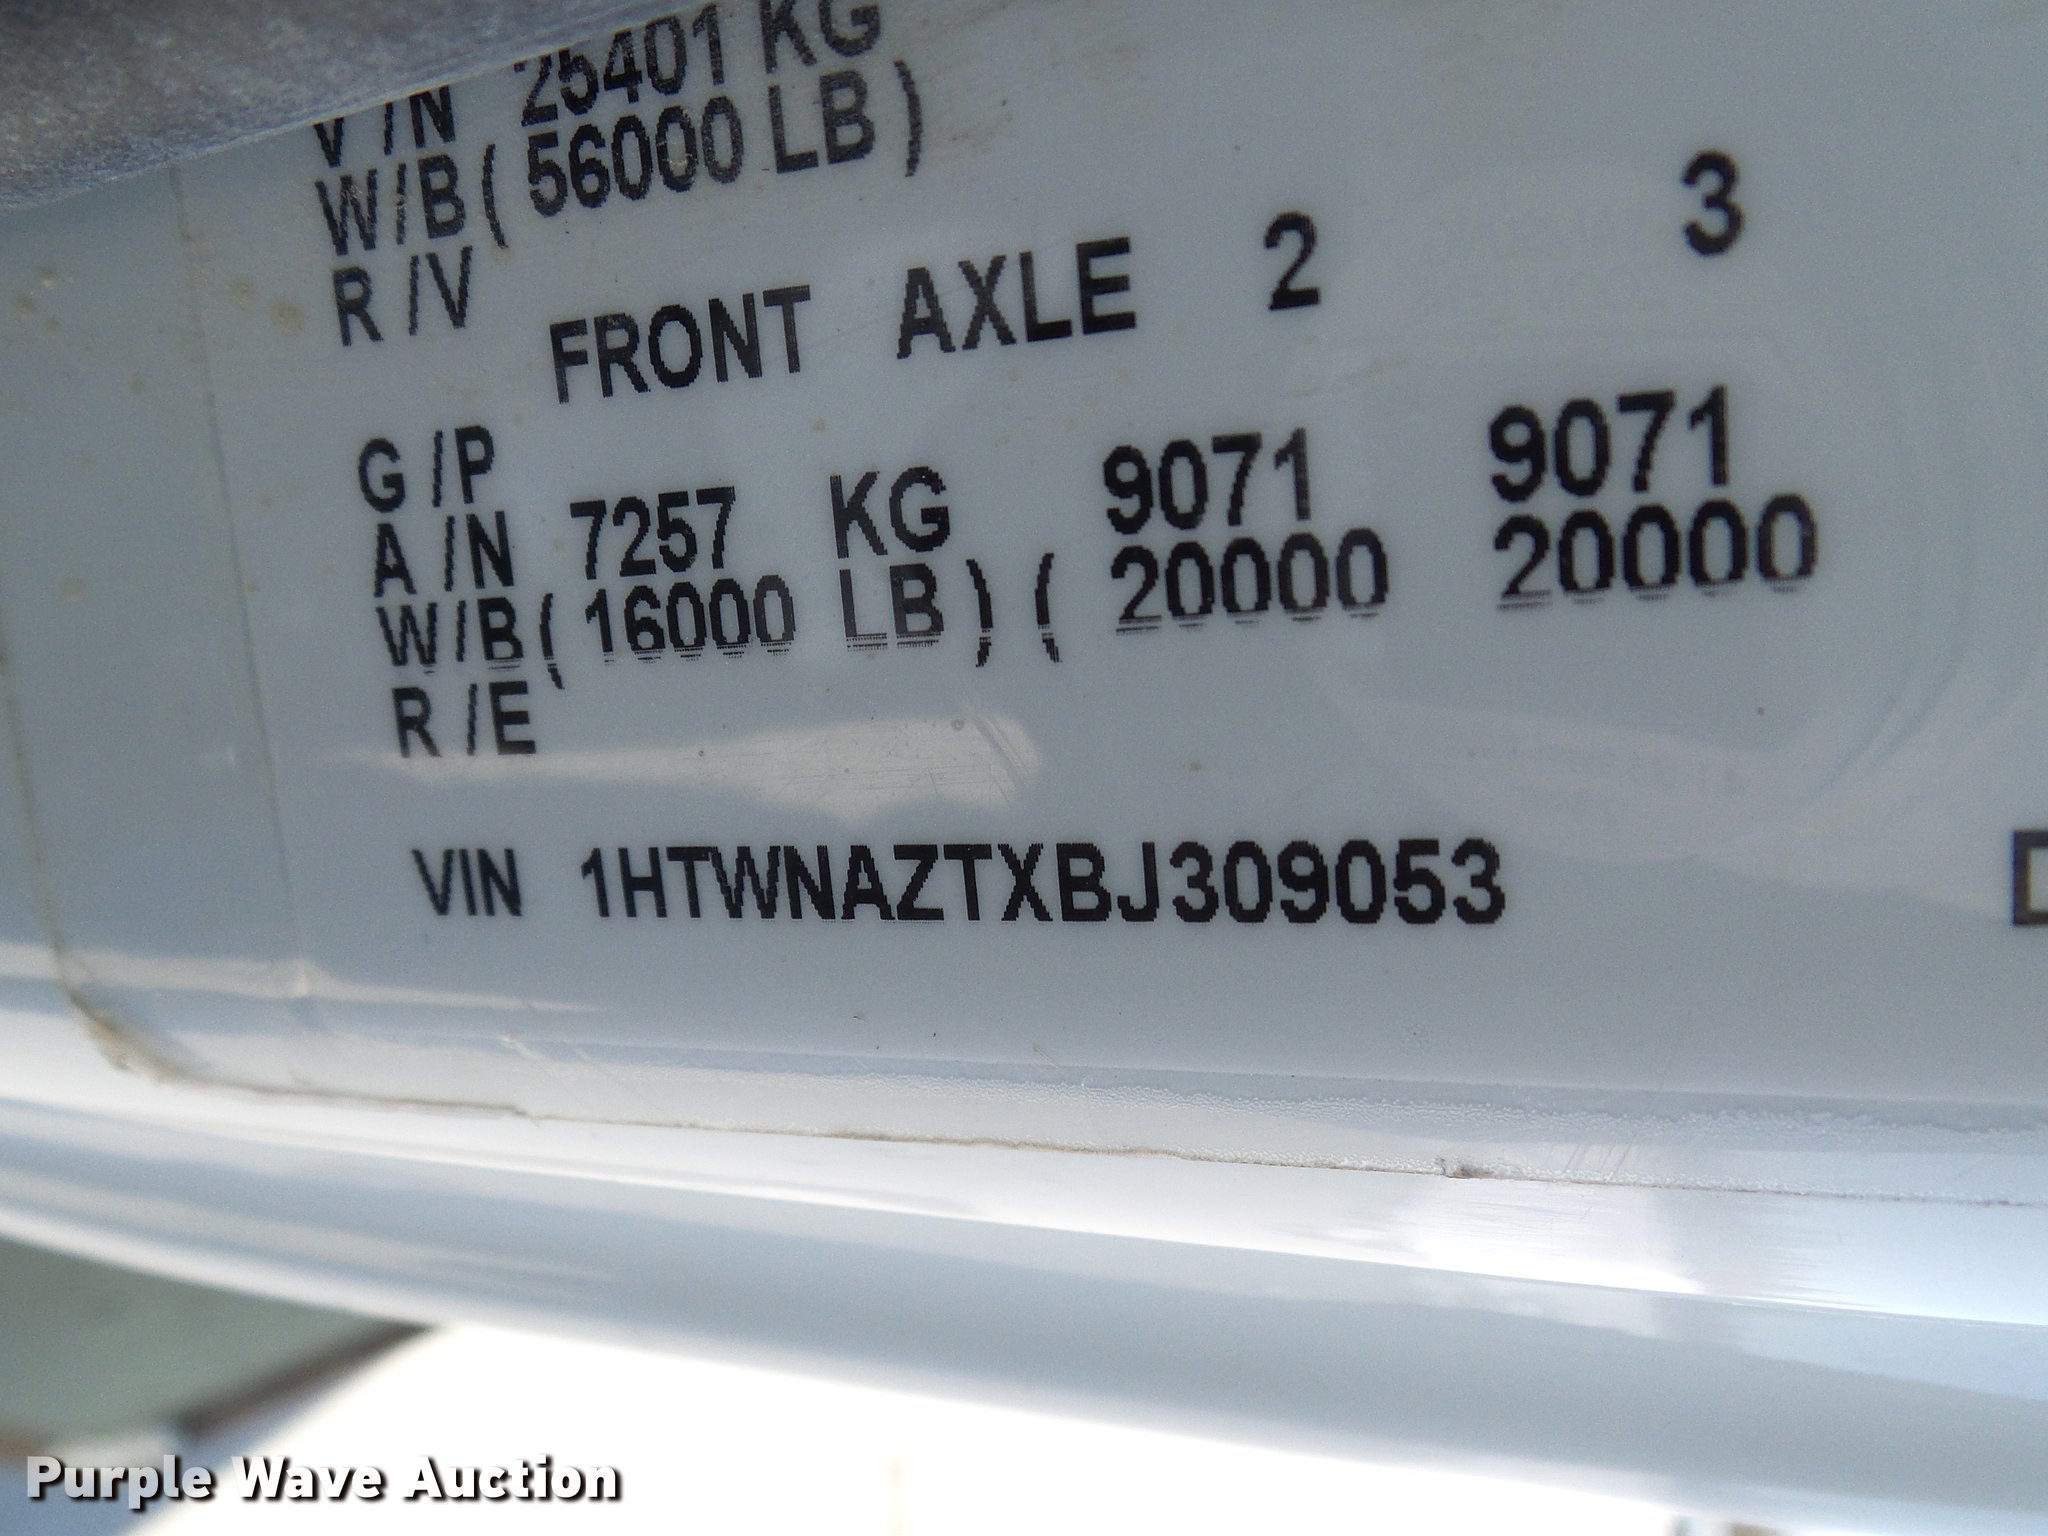 V/N 25401 KG
W/B ( 56000 LB )
R/V
FRONT AXLE 2 3
G/P
A/N 7257 KG 9071 9071
W/B ( 16000 LB ) ( 20000 20000
R/E
VIN 1HTWNAZTXBJ309053
Purple Wave Auction